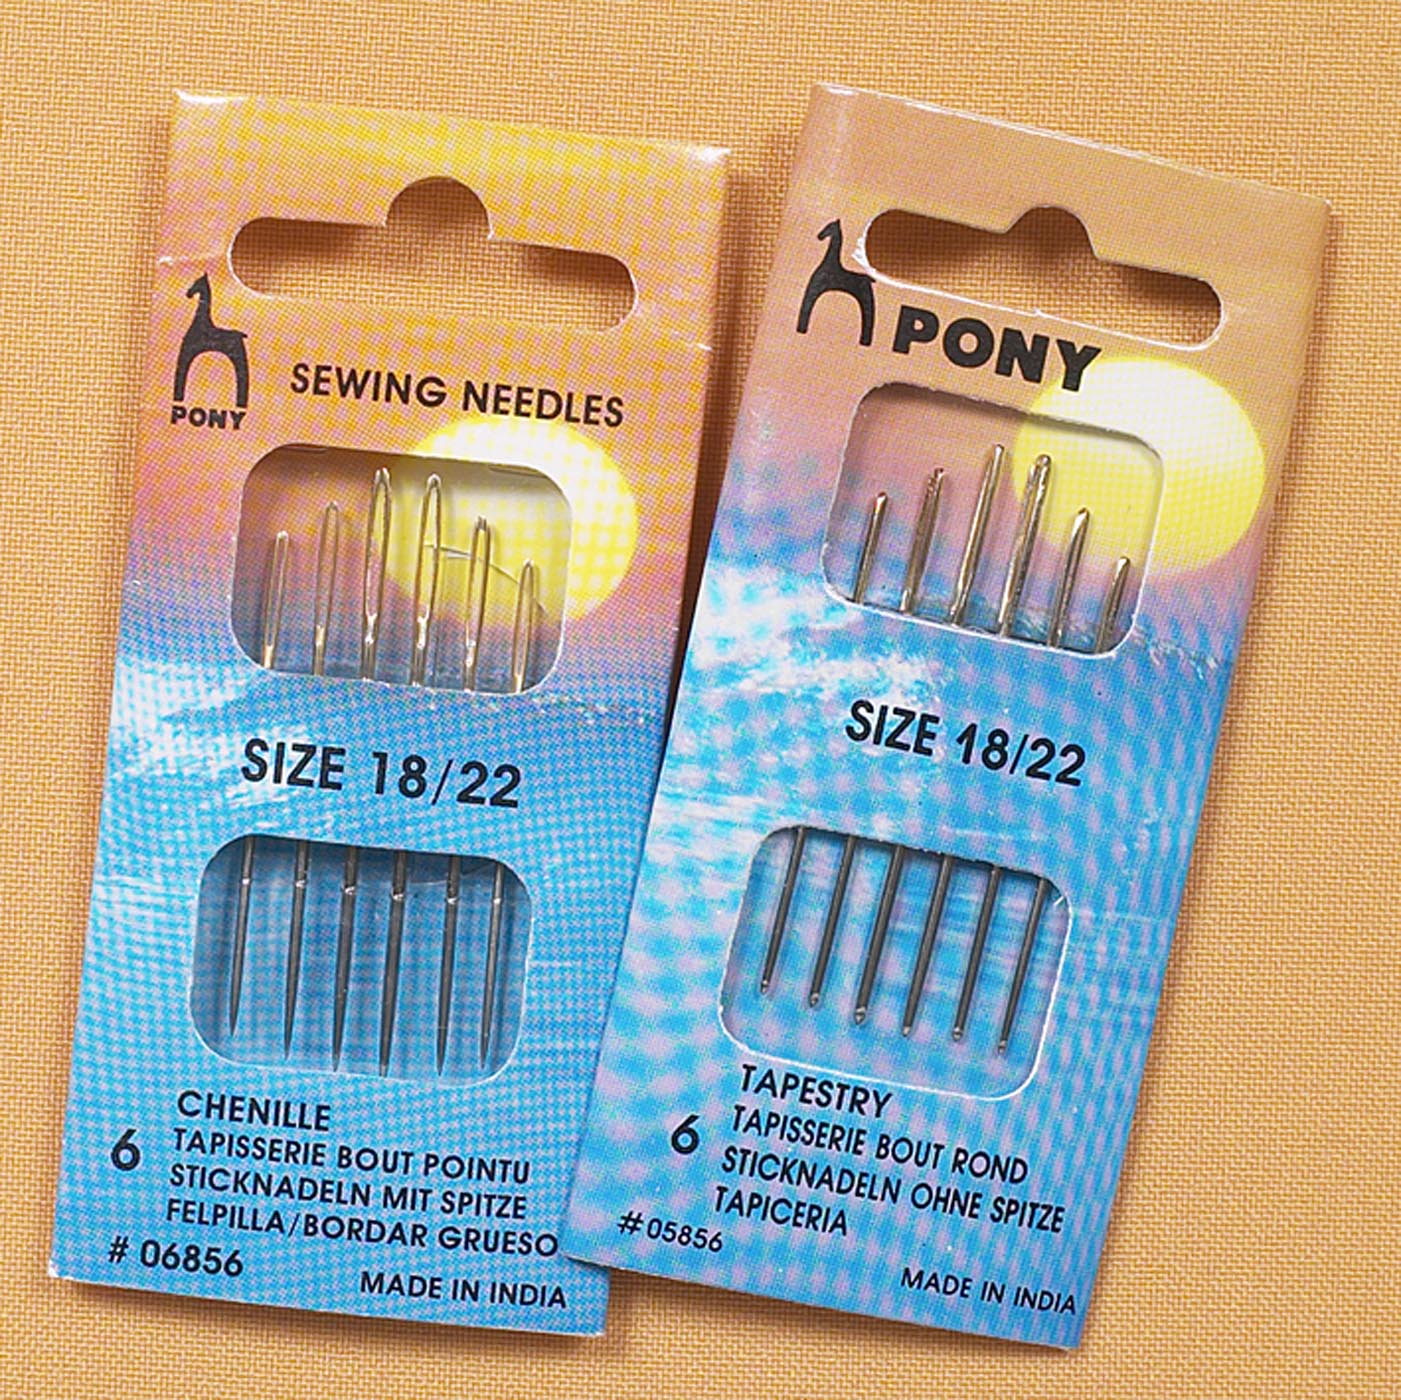 PONY
SEWING NEEDLES
SIZE 18/22
CHENILLE
6
TAPISSERIE BOUT POINTU
STICKNADELN MIT SPITZE
FELPILLA/BORDAR GRUESO
# 06856
MADE IN INDIA
PONY
SIZE 18/22
TAPESTRY
6
TAPISSERIE BOUT ROND
STICKNADELN OHNE SPITZE
TAPICERIA
#05856
MADE IN INDIA